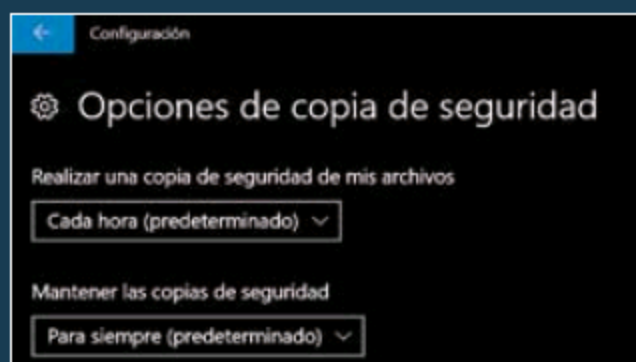 Configuración
Opciones de copia de seguridad
Realizar una copia de seguridad de mis archivos
Cada hora (predeterminado)
Mantener las copias de seguridad
Para siempre (predeterminado)